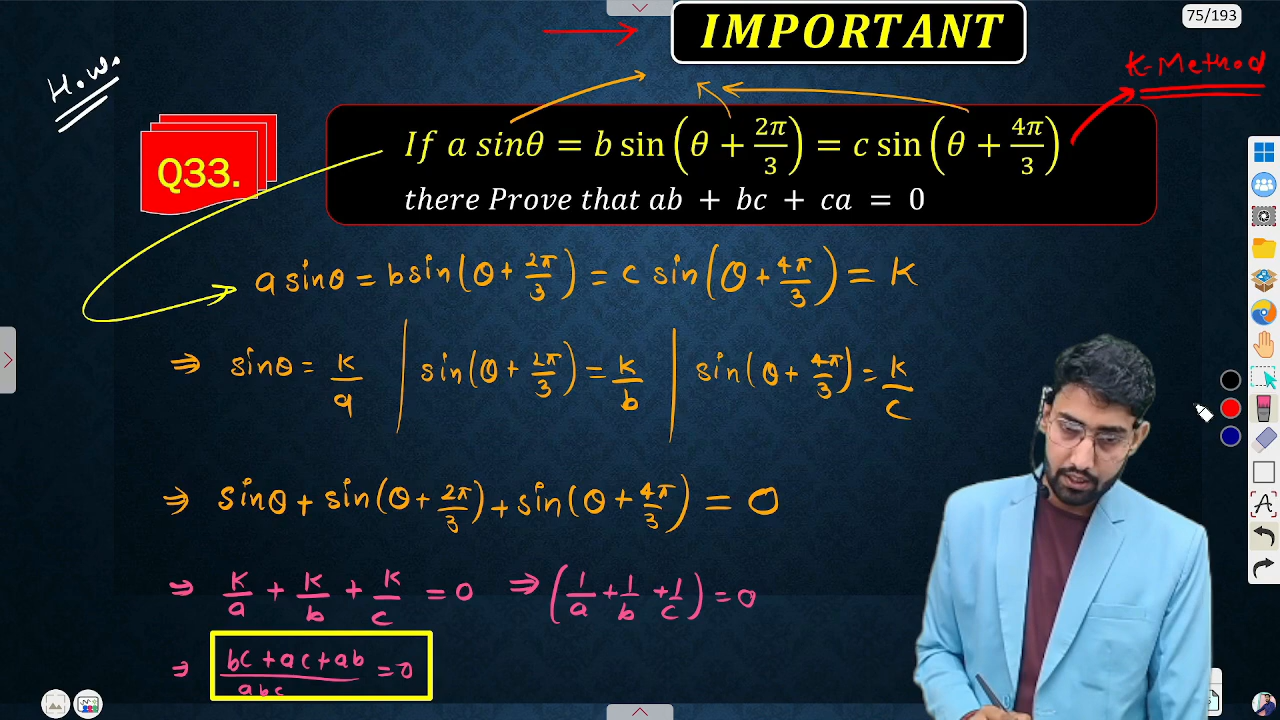 75/193
IMPORTANT
H.W.
K-Method
Q33.
If a sinθ = b sin(θ + 2π/3) = c sin(θ + 4π/3)
there Prove that ab + bc + ca = 0
a sinθ = b sin(θ + 2π/3) = c sin(θ + 4π/3) = K
⇒ sinθ = K/a | sin(θ + 2π/3) = K/b | sin(θ + 4π/3) = K/c
⇒ sinθ + sin(θ + 2π/3) + sin(θ + 4π/3) = 0
⇒ K/a + K/b + K/c = 0 ⇒ (1/a + 1/b + 1/c) = 0
⇒ (bc + ac + ab)/abc = 0